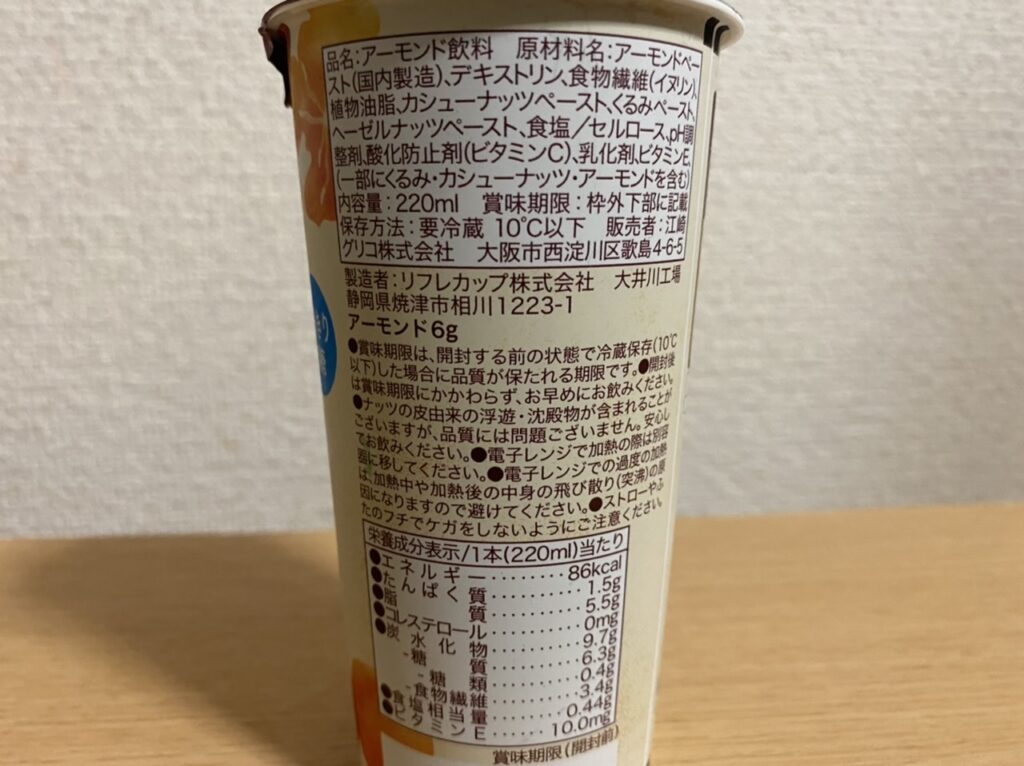 品名:アーモンド飲料　原材料名:アーモンドペー
スト(国内製造)、デキストリン、食物繊維(イヌリン)、
植物油脂、カシューナッツペースト、くるみペースト、
ヘーゼルナッツペースト、食塩／セルロース、pH調
整剤、酸化防止剤(ビタミンC)、乳化剤、ビタミンE、
(一部にくるみ・カシューナッツ・アーモンドを含む)
内容量:220ml　賞味期限:枠外下部に記載
保存方法:要冷蔵 10℃以下　販売者:江崎
グリコ株式会社　大阪市西淀川区歌島4-6-5
製造者:リフレカップ株式会社　大井川工場
静岡県焼津市相川1223-1
アーモンド6g
●賞味期限は、開封する前の状態で冷蔵保存(10℃
以下)した場合に品質が保たれる期限です。●開封後
は賞味期限にかかわらず、お早めにお飲みください。
●ナッツの皮由来の浮遊・沈殿物が含まれることが
ございますが、品質には問題ございません。安心し
てお飲みください。●電子レンジで加熱の際は別容
器に移してください。●電子レンジでの過度の加熱
は、加熱中や加熱後の中身の飛び散り(突沸)の原
因になりますので避けてください。●ストローやふ
たのフチでケガをしないようにご注意ください。
栄養成分表示/1本(220ml)当たり
●エネルギー········86kcal
●たんぱく質········1.5g
●脂質········5.5g
●コレステロール········0mg
●炭水化物········9.7g
-糖質········6.3g
-糖類········0.4g
-食物繊維········3.4g
●食塩相当量········0.44g
●ビタミンE········10.0mg
賞味期限(開封前)